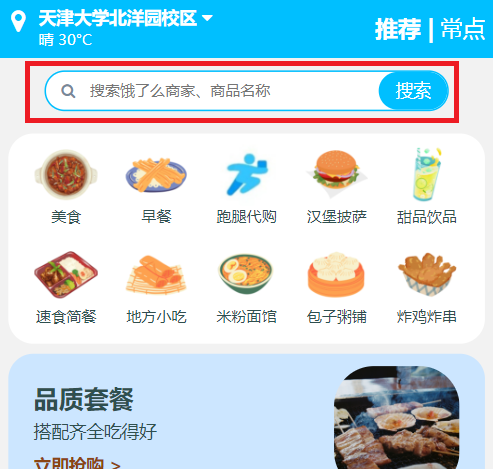 天津大学北洋园校区
晴 30°C
推荐 | 常点
搜索饿了么商家、商品名称
搜索
美食
早餐
跑腿代购
汉堡披萨
甜品饮品
速食简餐
地方小吃
米粉面馆
包子粥铺
炸鸡炸串
品质套餐
搭配齐全吃得好
立即抢购 >